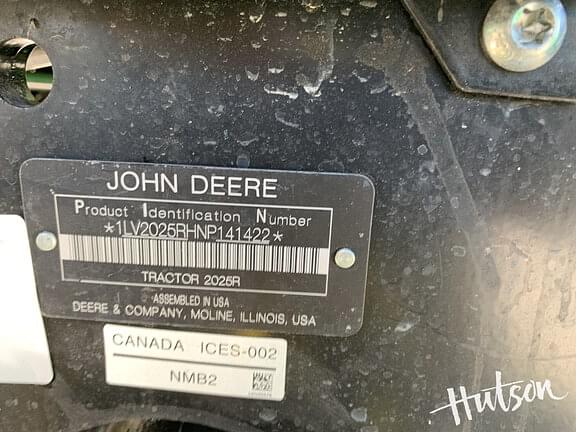 JOHN DEERE
Product Identification Number
*1LV2025RHNP141422*
TRACTOR 2025R
ASSEMBLED IN USA
DEERE & COMPANY, MOLINE, ILLINOIS, USA
CANADA ICES-002
NMB2
Hutson